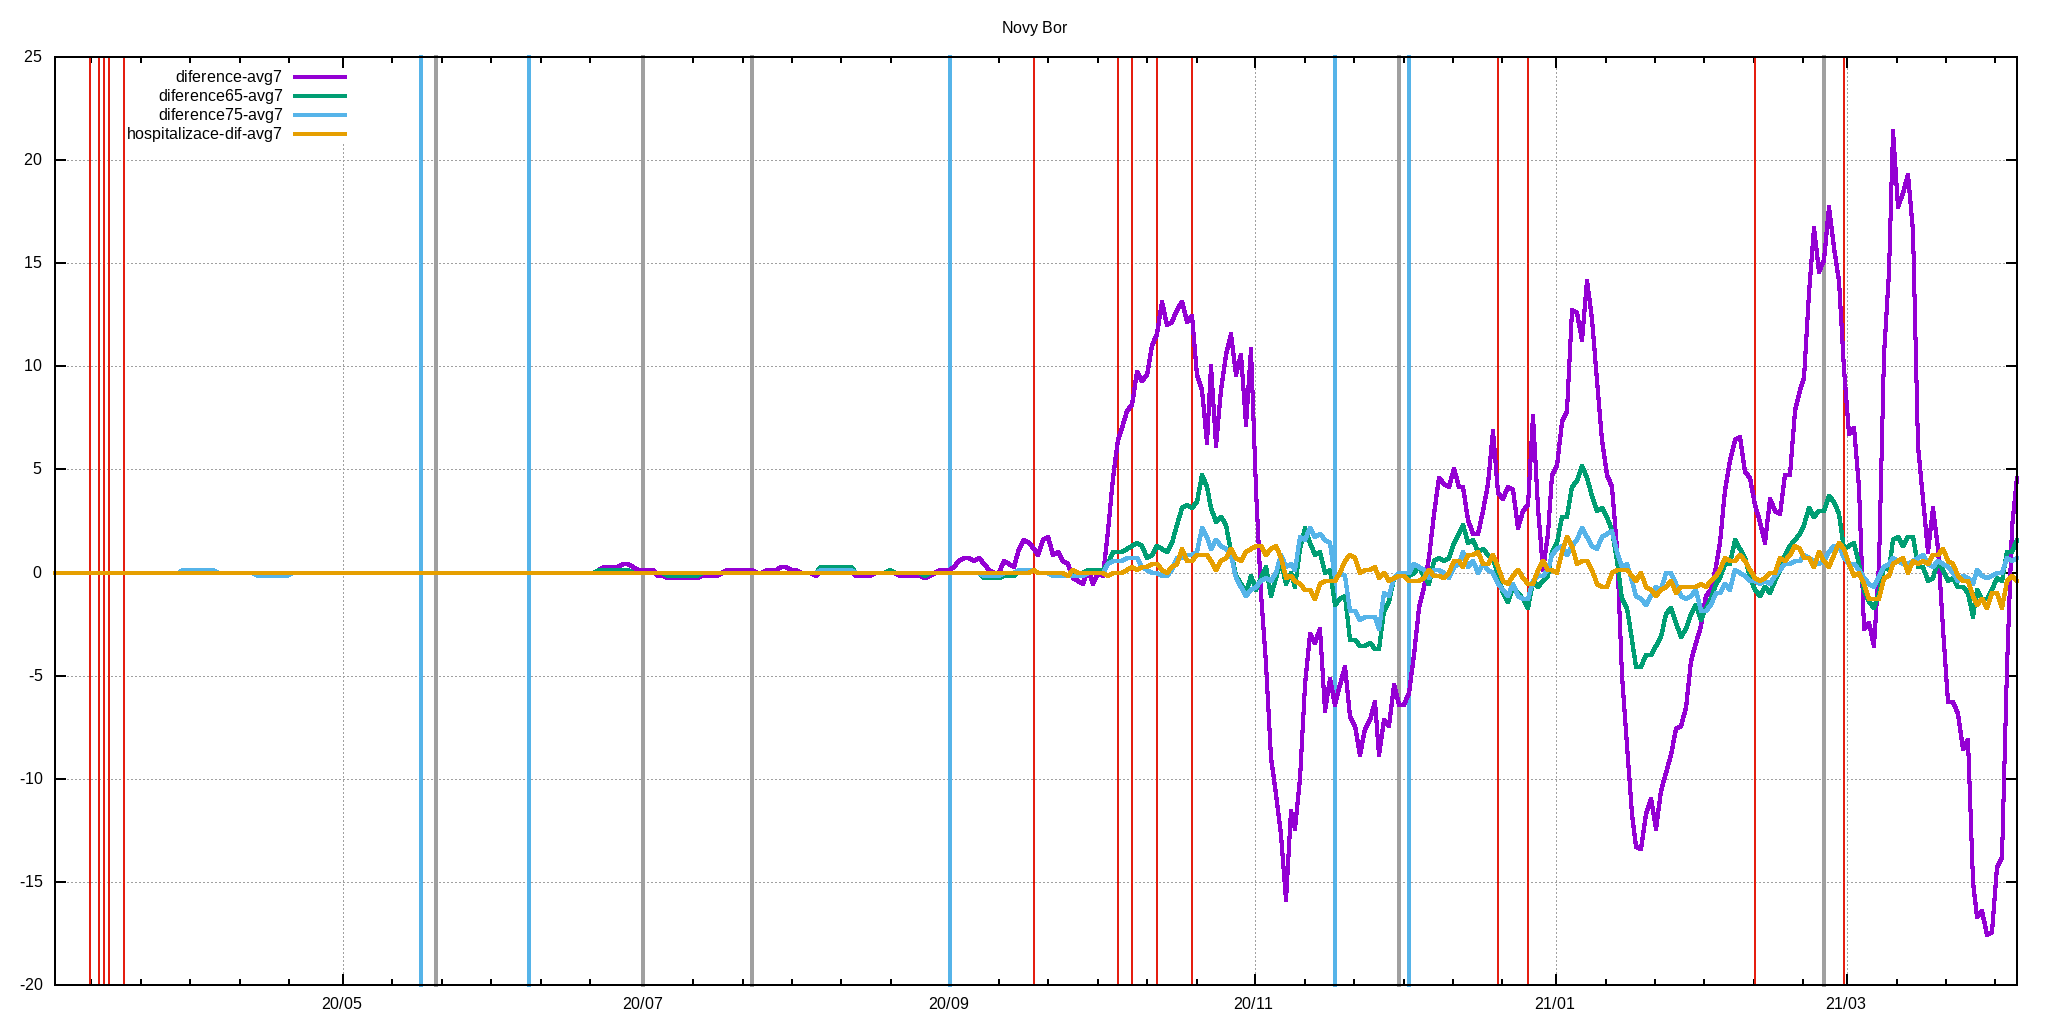 Novy Bor
25
diference-avg7
diference65-avg7
diference75-avg7
hospitalizace-dif-avg7
20
15
10
5
0
-5
-10
-15
-20
20/05 20/07 20/09 20/11 21/01 21/03